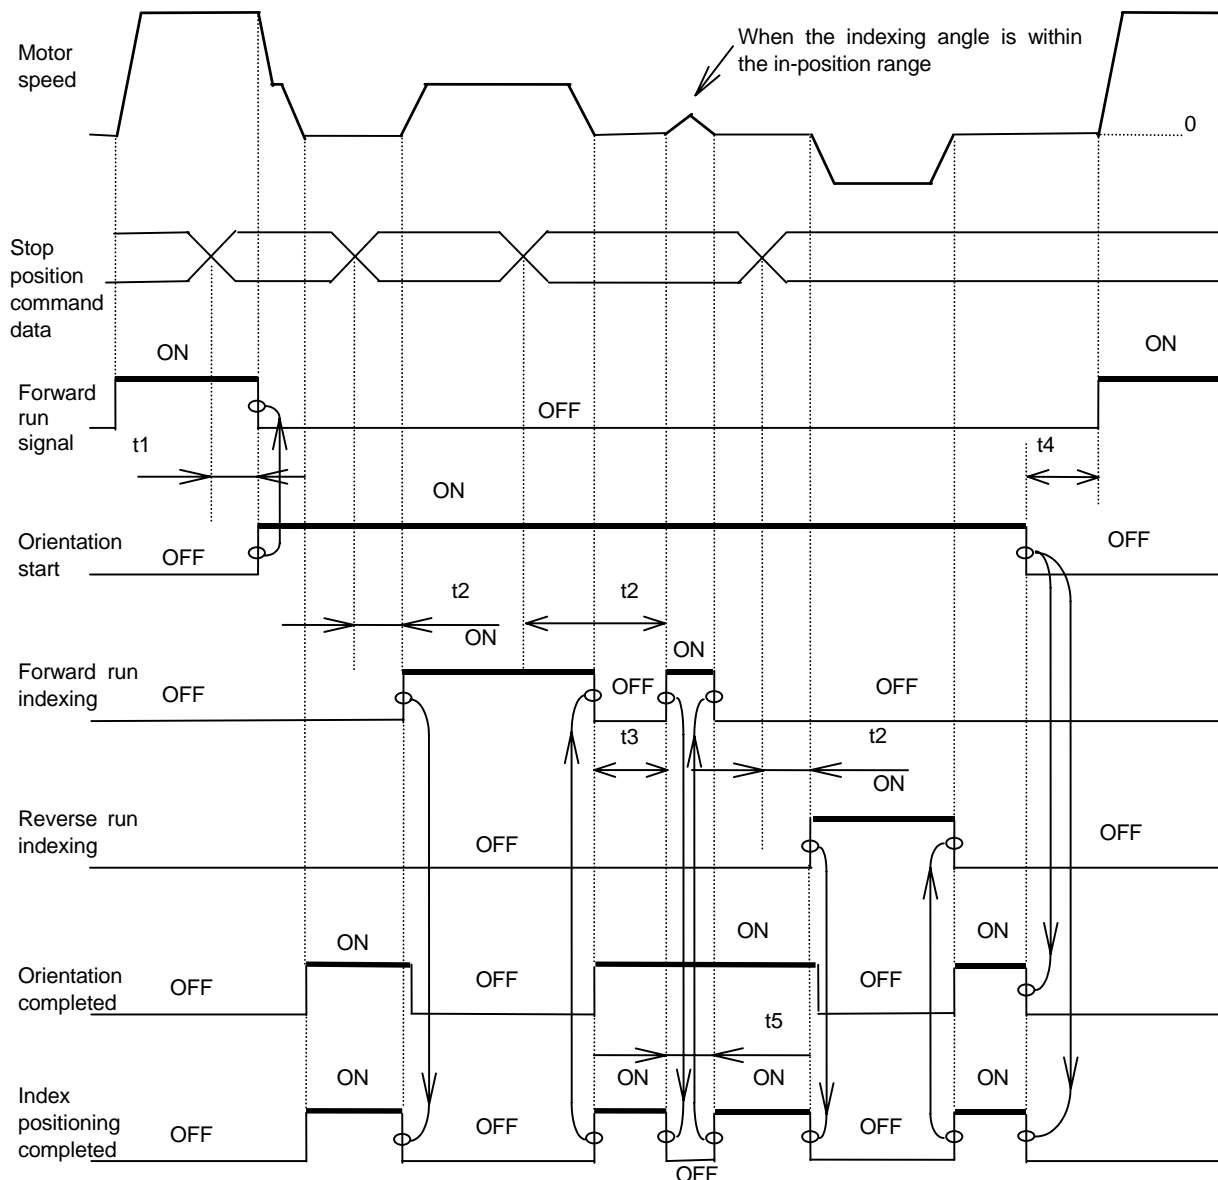 Motor
speed
When the indexing angle is within
the in-position range
0
Stop
position
command
data
ON
ON
Forward
run
signal
OFF
t1
t4
ON
Orientation
start
OFF
OFF
t2
t2
ON
ON
Forward run
indexing
OFF
OFF
OFF
t3
t2
ON
Reverse run
indexing
OFF
OFF
ON
ON
ON
Orientation
completed
OFF
OFF
OFF
t5
ON
ON
ON
ON
Index
positioning
completed
OFF
OFF
OFF
OFF